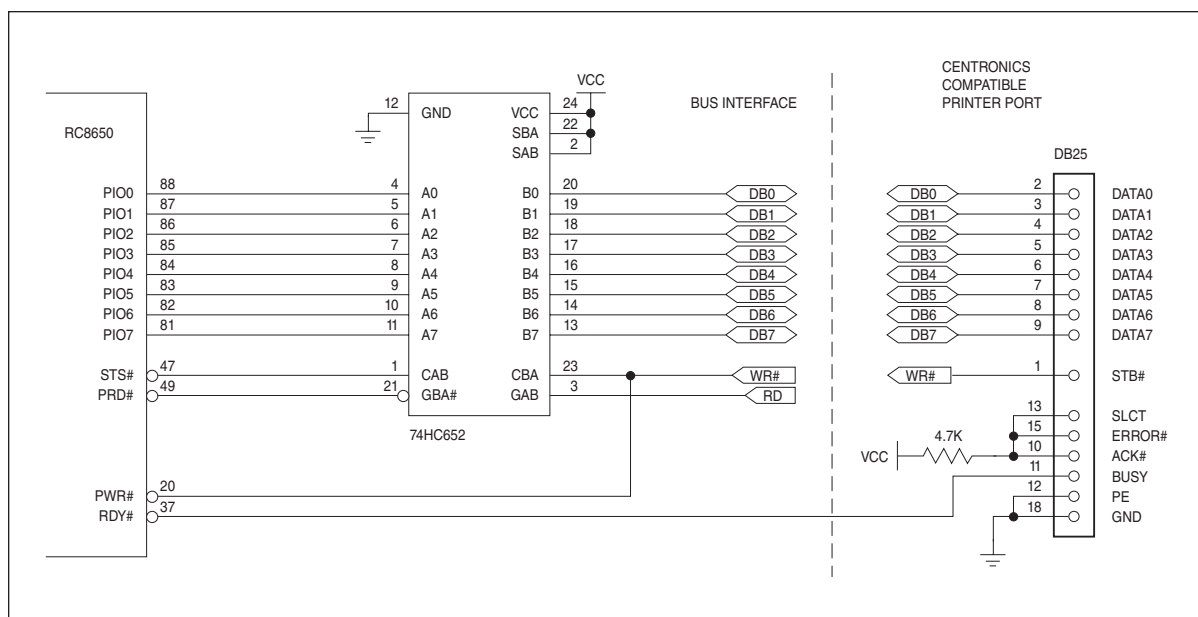 CENTRONICS
COMPATIBLE
PRINTER PORT
BUS INTERFACE
VCC
RC8650
12 GND VCC 24
SBA 22
SAB 2
DB25
PIO0 88 4 A0 B0 20 DB0 DB0 2 DATA0
PIO1 87 5 A1 B1 19 DB1 DB1 3 DATA1
PIO2 86 6 A2 B2 18 DB2 DB2 4 DATA2
PIO3 85 7 A3 B3 17 DB3 DB3 5 DATA3
PIO4 84 8 A4 B4 16 DB4 DB4 6 DATA4
PIO5 83 9 A5 B5 15 DB5 DB5 7 DATA5
PIO6 82 10 A6 B6 14 DB6 DB6 8 DATA6
PIO7 81 11 A7 B7 13 DB7 DB7 9 DATA7
STS# 47 1 CAB CBA 23 WR# WR# 1 STB#
PRD# 49 21 GBA# GAB 3 RD
74HC652
13 SLCT
4.7K 15 ERROR#
VCC 10 ACK#
11 BUSY
PWR# 20 12 PE
RDY# 37 18 GND